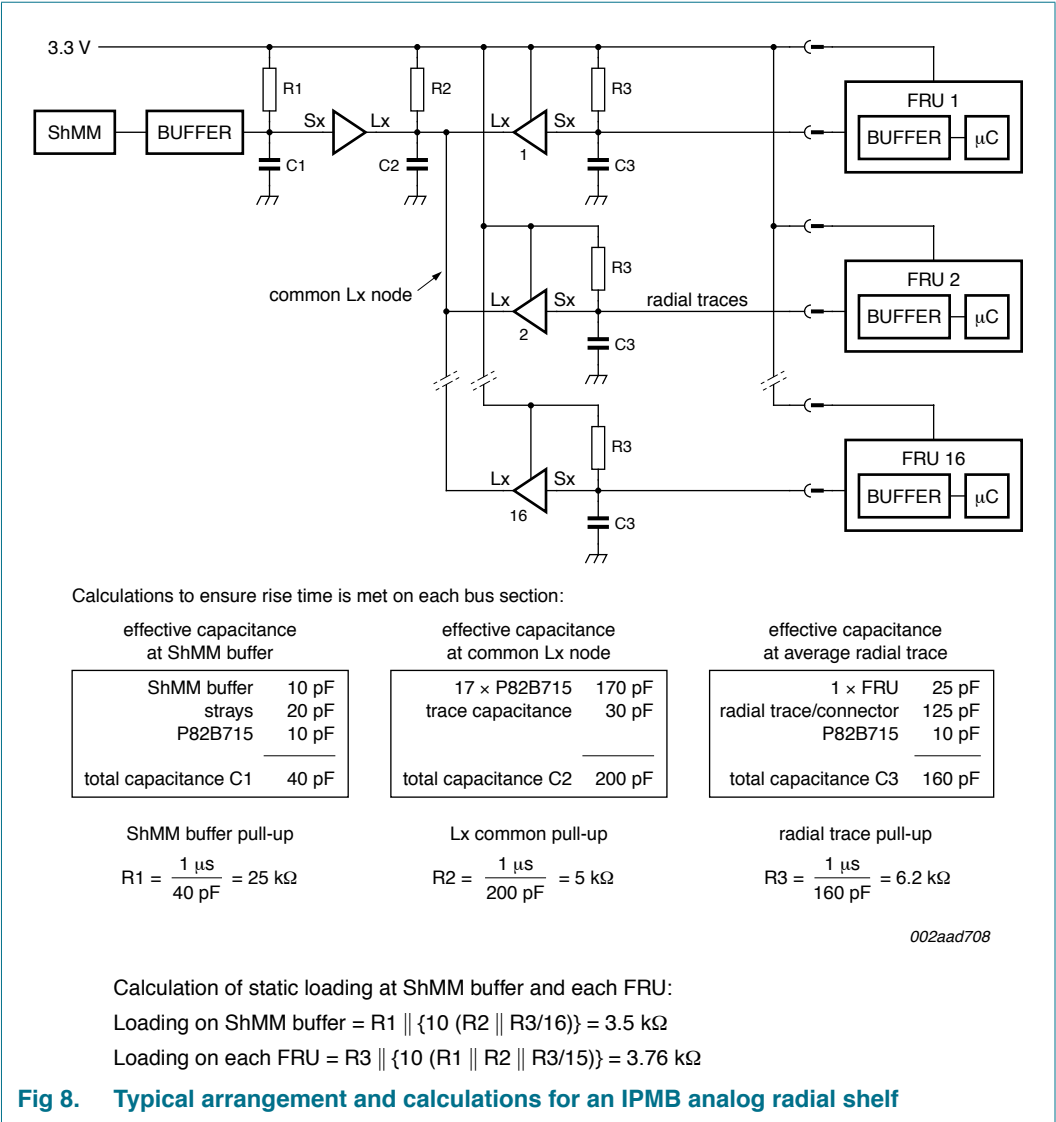 3.3 V
R1
R2
R3
ShMM
BUFFER
Sx
Lx
Lx
Sx
1
C1
C2
C3
FRU 1
BUFFER
μC
common Lx node
R3
Lx
Sx
2
C3
radial traces
FRU 2
BUFFER
μC
R3
Lx
Sx
16
C3
FRU 16
BUFFER
μC
Calculations to ensure rise time is met on each bus section:
effective capacitance
at ShMM buffer
ShMM buffer 10 pF
strays 20 pF
P82B715 10 pF
total capacitance C1 40 pF
ShMM buffer pull-up
R1 = 1 μs / 40 pF = 25 kΩ
effective capacitance
at common Lx node
17 × P82B715 170 pF
trace capacitance 30 pF
total capacitance C2 200 pF
Lx common pull-up
R2 = 1 μs / 200 pF = 5 kΩ
effective capacitance
at average radial trace
1 × FRU 25 pF
radial trace/connector 125 pF
P82B715 10 pF
total capacitance C3 160 pF
radial trace pull-up
R3 = 1 μs / 160 pF = 6.2 kΩ
002aad708
Calculation of static loading at ShMM buffer and each FRU:
Loading on ShMM buffer = R1 || {10 (R2 || R3/16)} = 3.5 kΩ
Loading on each FRU = R3 || {10 (R1 || R2 || R3/15)} = 3.76 kΩ
Fig 8. Typical arrangement and calculations for an IPMB analog radial shelf